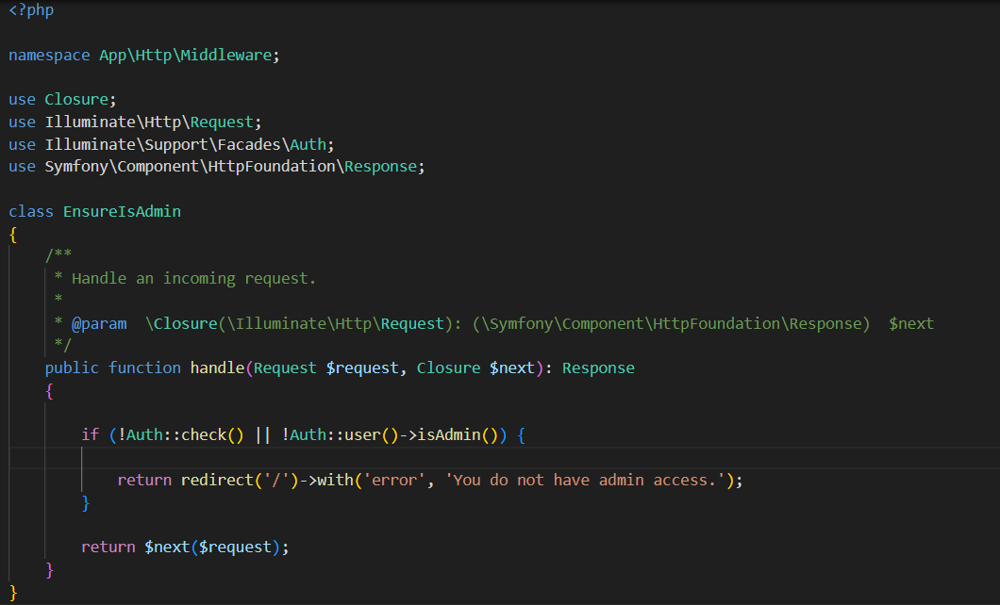 <?php
namespace App\Http\Middleware;
use Closure;
use Illuminate\Http\Request;
use Illuminate\Support\Facades\Auth;
use Symfony\Component\HttpFoundation\Response;
class EnsureIsAdmin
{
    /**
     * Handle an incoming request.
     *
     * @param  \Closure(\Illuminate\Http\Request): (\Symfony\Component\HttpFoundation\Response)  $next
     */
    public function handle(Request $request, Closure $next): Response
    {
        if (!Auth::check() || !Auth::user()->isAdmin()) {
            return redirect('/')->with('error', 'You do not have admin access.');
        }
        return $next($request);
    }
}